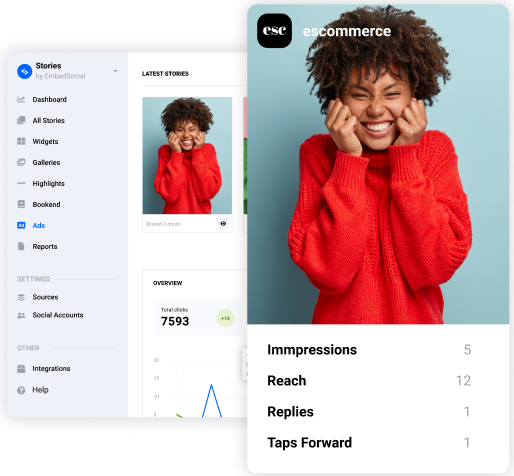 Stories
by EmbedSocial
Dashboard
All Stories
Widgets
Galleries
Highlights
Bookend
Ad
Ads
Reports
SETTINGS
Sources
Social Accounts
OTHER
Integrations
Help
LATEST STORIES
Shared 3 photo
OVERVIEW
Total clicks
7593
20
15
10
5
esc
escommerce
Immpressions 5
Reach 12
Replies 1
Taps Forward 1